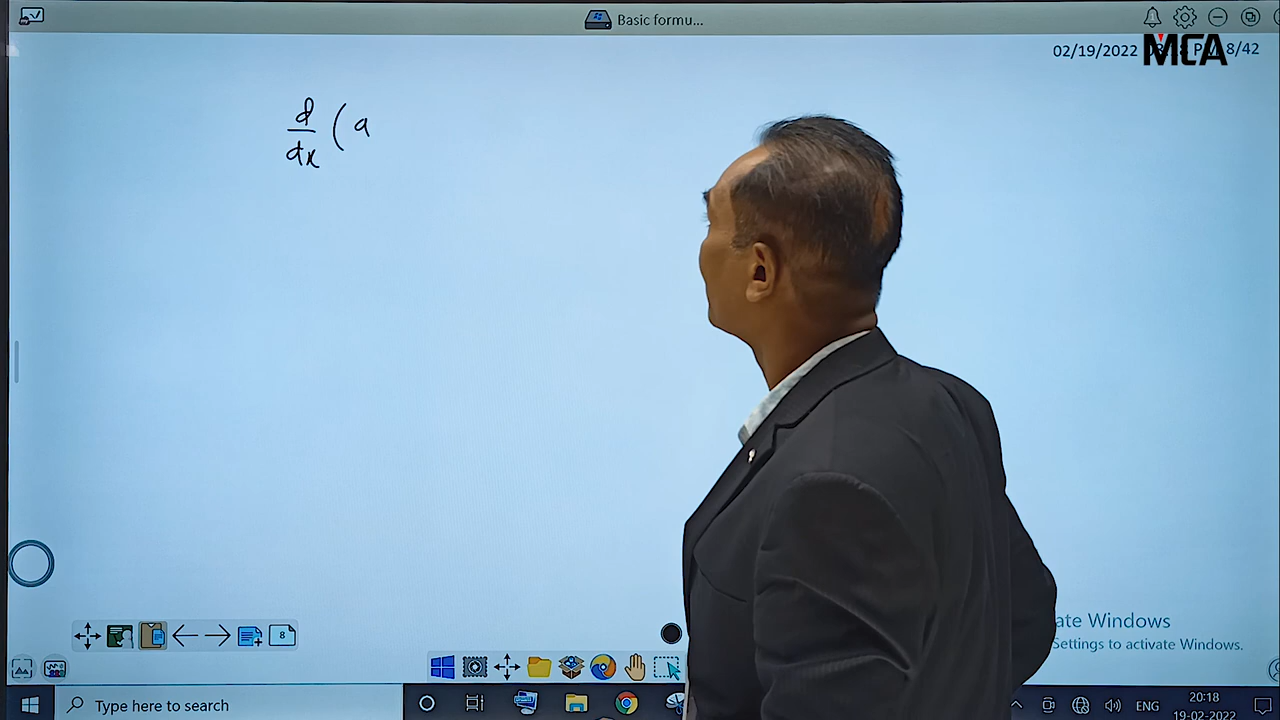 Basic formu...
02/19/2022
8/42
MCA
d/dx (a
8
ate Windows
Settings to activate Windows.
Type here to search
ENG
20:18
19-02-2022